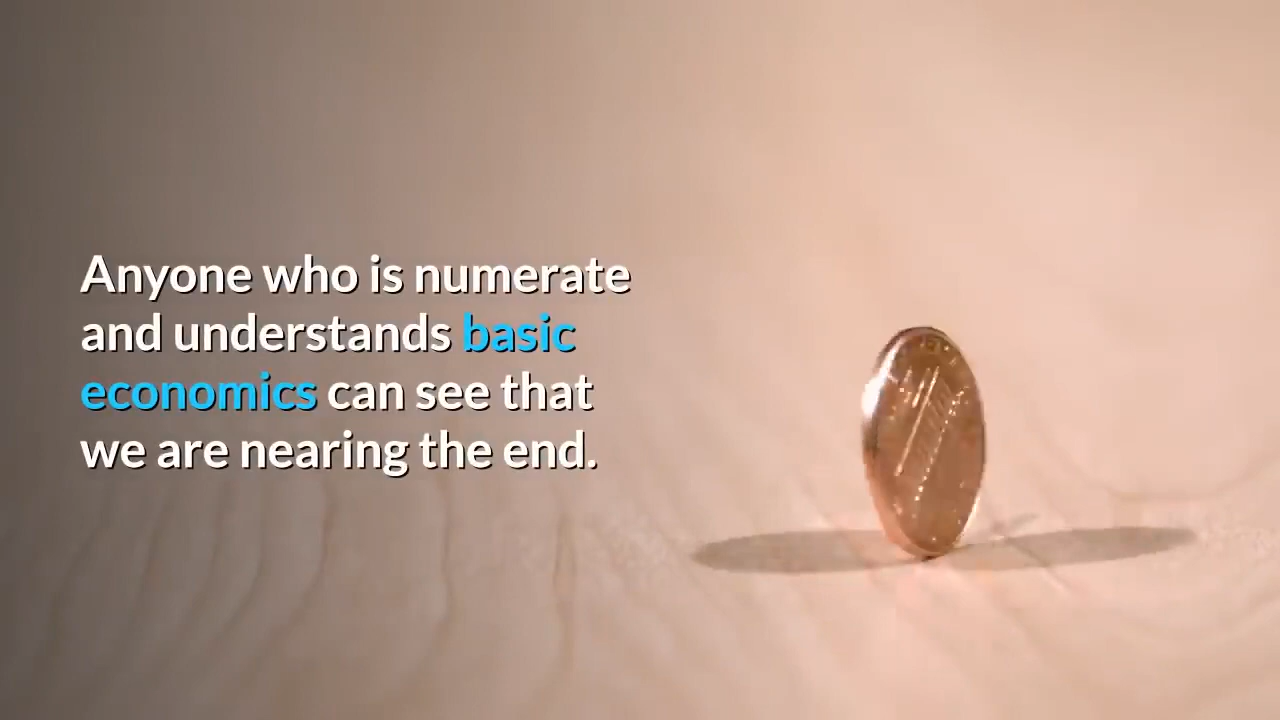 Anyone who is numerate
and understands basic
economics can see that
we are nearing the end.